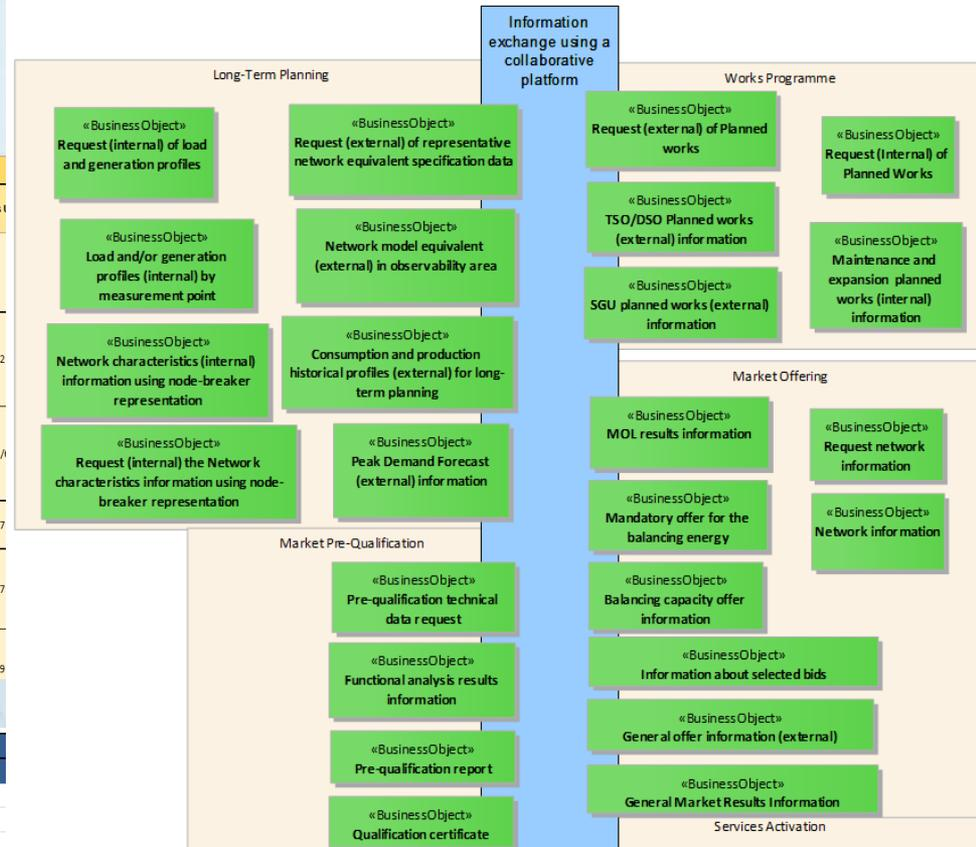 Information
exchange using a
collaborative
platform
Long-Term Planning
«BusinessObject»
Request (internal) of load
and generation profiles
«BusinessObject»
Request (external) of representative
network equivalent specification data
«BusinessObject»
Load and/or generation
profiles (internal) by
measurement point
«BusinessObject»
Network model equivalent
(external) in observability area
«BusinessObject»
Network characteristics (internal)
information using node-breaker
representation
«BusinessObject»
Consumption and production
historical profiles (external) for long-
term planning
«BusinessObject»
Request (internal) the Network
characteristics information using node-
breaker representation
«BusinessObject»
Peak Demand Forecast
(external) information
Works Programme
«BusinessObject»
Request (external) of Planned
works
«BusinessObject»
Request (Internal) of
Planned Works
«BusinessObject»
TSO/DSO Planned works
(external) information
«BusinessObject»
Maintenance and
expansion planned
works (internal)
information
«BusinessObject»
SGU planned works (external)
information
Market Pre-Qualification
«BusinessObject»
Pre-qualification technical
data request
«BusinessObject»
Functional analysis results
information
«BusinessObject»
Pre-qualification report
«BusinessObject»
Qualification certificate
Market Offering
«BusinessObject»
MOL results information
«BusinessObject»
Request network
information
«BusinessObject»
Mandatory offer for the
balancing energy
«BusinessObject»
Network information
«BusinessObject»
Balancing capacity offer
information
«BusinessObject»
Information about selected bids
«BusinessObject»
General offer information (external)
«BusinessObject»
General Market Results Information
Services Activation
2
7
7
9